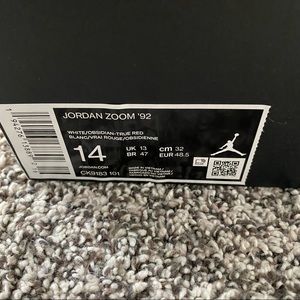 JORDAN ZOOM '92
WHITE/OBSIDIAN-TRUE RED
BLANC/VRAI ROUGE/OBSIDIENNE
14
UK 13
cm 32
BR 47
EUR 48.5
JORDAN.COM
CK9183 101